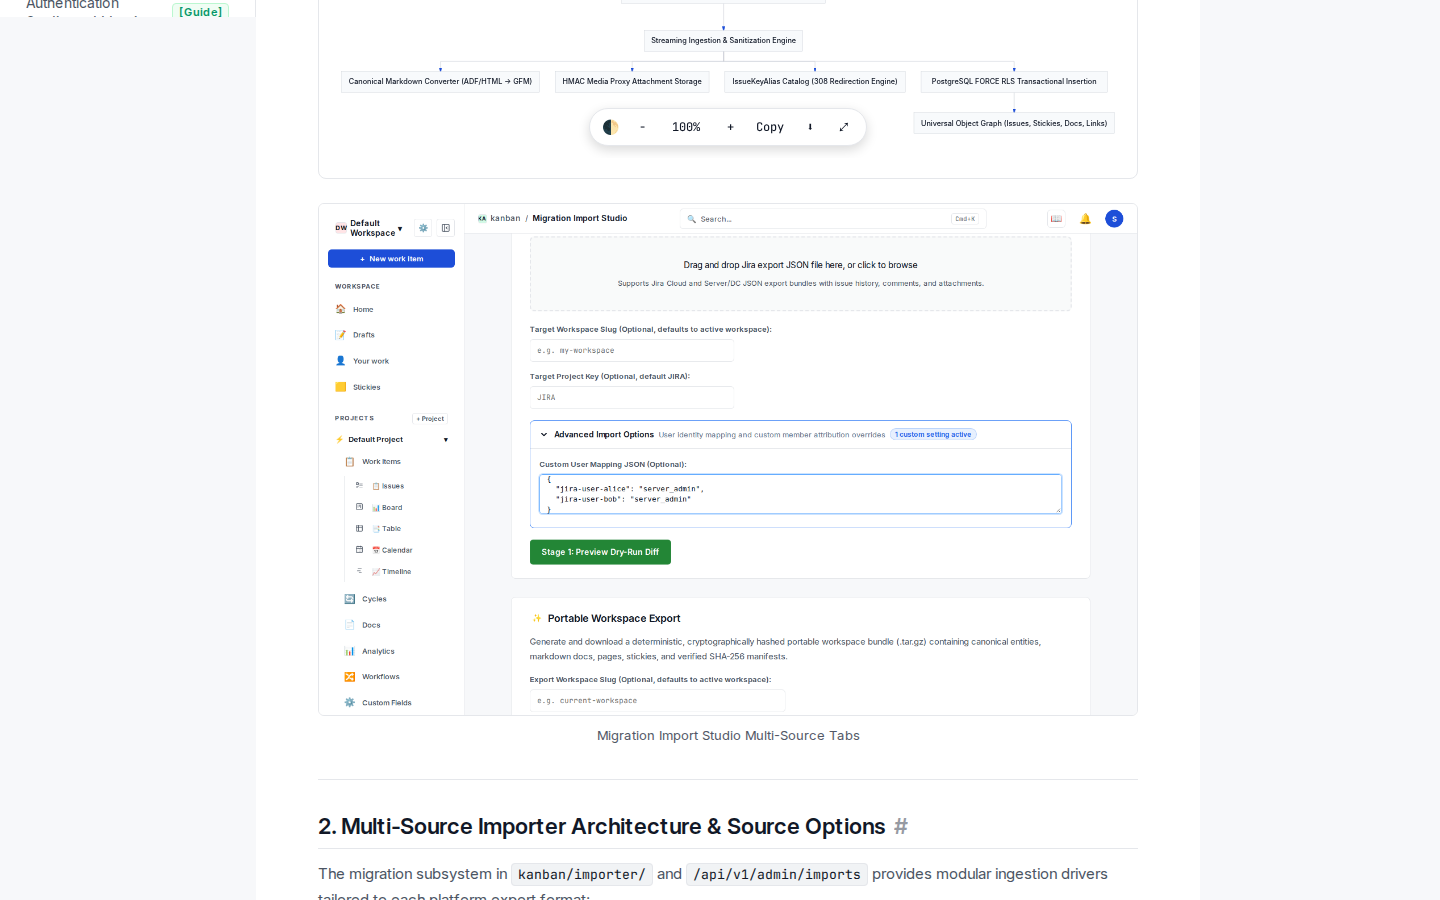 Authentication
[Guide]
Streaming Ingestion & Sanitization Engine
Canonical Markdown Converter (ADF/HTML → GFM)
HMAC Media Proxy Attachment Storage
IssueKeyAlias Catalog (308 Redirection Engine)
PostgreSQL FORCE RLS Transactional Insertion
Universal Object Graph (Issues, Stickies, Docs, Links)
- 100% + Copy ⬇ ⤢
DW Default Workspace ▾
KA kanban / Migration Import Studio
Search... Cmd+K
S
+ New work item
WORKSPACE
Home
Drafts
Your work
Stickies
PROJECTS + Project
Default Project ▾
Work Items
Issues
Board
Table
Calendar
Timeline
Cycles
Docs
Analytics
Workflows
Custom Fields
Drag and drop Jira export JSON file here, or click to browse
Supports Jira Cloud and Server/DC JSON export bundles with issue history, comments, and attachments.
Target Workspace Slug (Optional, defaults to active workspace):
e.g. my-workspace
Target Project Key (Optional, default JIRA):
JIRA
Advanced Import Options User identity mapping and custom member attribution overrides 1 custom setting active
Custom User Mapping JSON (Optional):
{
"jira-user-alice": "server_admin",
"jira-user-bob": "server_admin"
}
Stage 1: Preview Dry-Run Diff
✨ Portable Workspace Export
Generate and download a deterministic, cryptographically hashed portable workspace bundle (.tar.gz) containing canonical entities,
markdown docs, pages, stickies, and verified SHA-256 manifests.
Export Workspace Slug (Optional, defaults to active workspace):
e.g. current-workspace
Migration Import Studio Multi-Source Tabs
2. Multi-Source Importer Architecture & Source Options #
The migration subsystem in kanban/importer/ and /api/v1/admin/imports provides modular ingestion drivers
tailored to each platform export format: